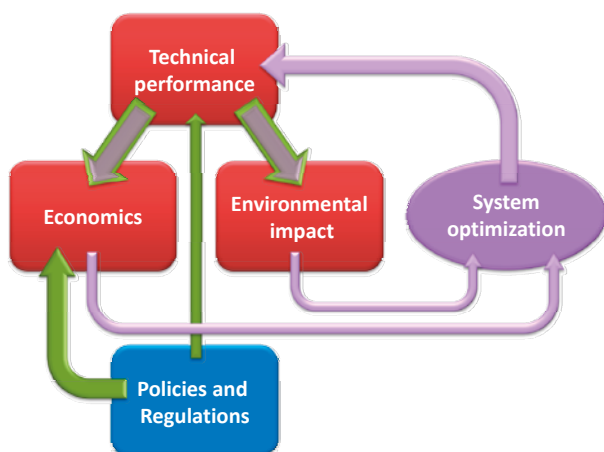 Technical
performance
Economics
Environmental
impact
System
optimization
Policies and
Regulations